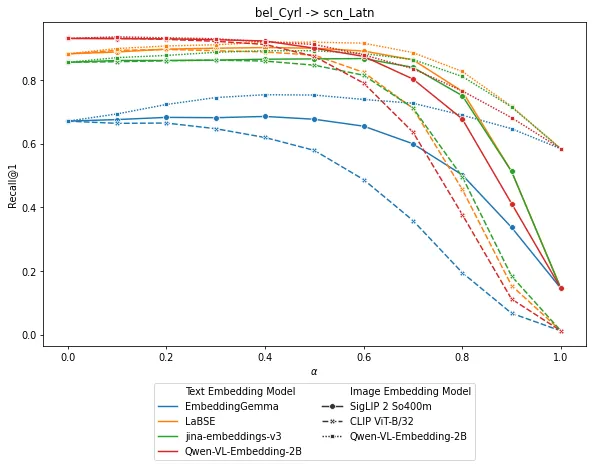 bel_Cyrl -> scn_Latn
Recall@1
0.8
0.6
0.4
0.2
0.0
0.0 0.2 0.4 0.6 0.8 1.0
α
Text Embedding Model
EmbeddingGemma
LaBSE
jina-embeddings-v3
Qwen-VL-Embedding-2B
Image Embedding Model
SigLIP 2 So400m
CLIP ViT-B/32
Qwen-VL-Embedding-2B